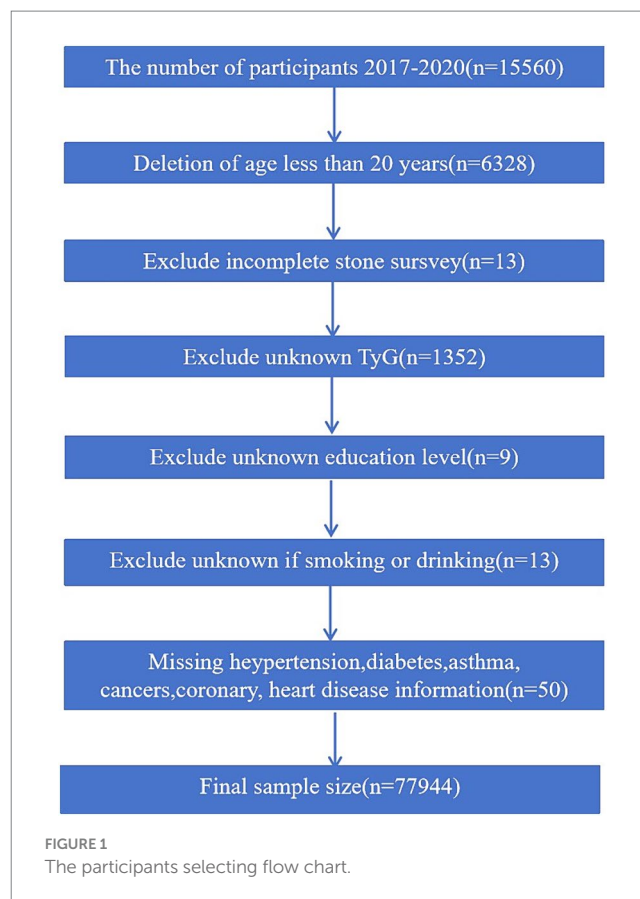 The number of participants 2017-2020(n=15560)
Deletion of age less than 20 years(n=6328)
Exclude incomplete stone sursvey(n=13)
Exclude unknown TyG(n=1352)
Exclude unknown education level(n=9)
Exclude unknown if smoking or drinking(n=13)
Missing heypertension,diabetes,asthma,
cancers,coronary, heart disease information(n=50)
Final sample size(n=77944)
FIGURE 1
The participants selecting flow chart.